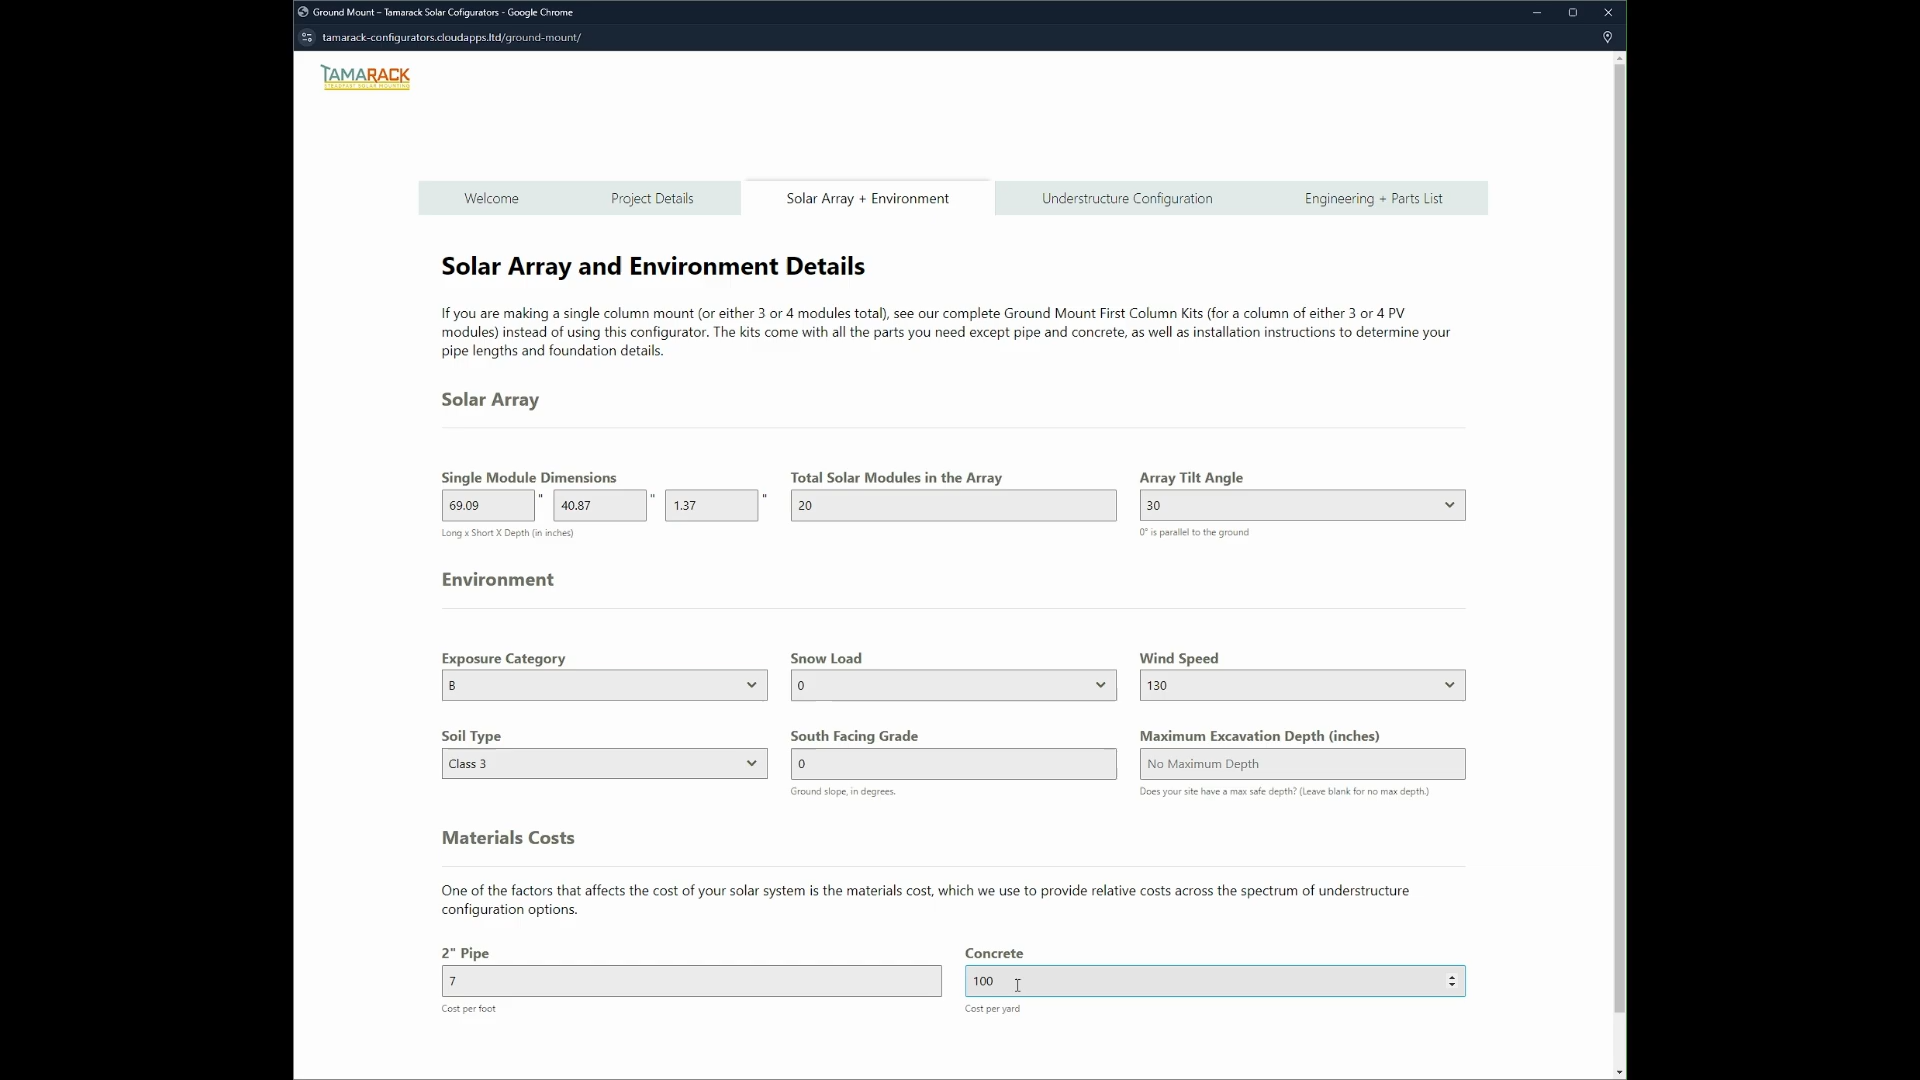 Ground Mount – Tamarack Solar Cofigurators - Google Chrome
tamarack-configurators.cloudapps.ltd/ground-mount/
TAMARACK
STEADFAST SOLAR MOUNTING
Welcome
Project Details
Solar Array + Environment
Understructure Configuration
Engineering + Parts List
Solar Array and Environment Details
If you are making a single column mount (or either 3 or 4 modules total), see our complete Ground Mount First Column Kits (for a column of either 3 or 4 PV
modules) instead of using this configurator. The kits come with all the parts you need except pipe and concrete, as well as installation instructions to determine your
pipe lengths and foundation details.
Solar Array
Single Module Dimensions
69.09 " 40.87 " 1.37 "
Long x Short X Depth (in inches)
Total Solar Modules in the Array
20
Array Tilt Angle
30
0° is parallel to the ground
Environment
Exposure Category
B
Snow Load
0
Wind Speed
130
Soil Type
Class 3
South Facing Grade
0
Ground slope, in degrees.
Maximum Excavation Depth (inches)
No Maximum Depth
Does your site have a max safe depth? (Leave blank for no max depth.)
Materials Costs
One of the factors that affects the cost of your solar system is the materials cost, which we use to provide relative costs across the spectrum of understructure
configuration options.
2" Pipe
7
Cost per foot
Concrete
100
Cost per yard